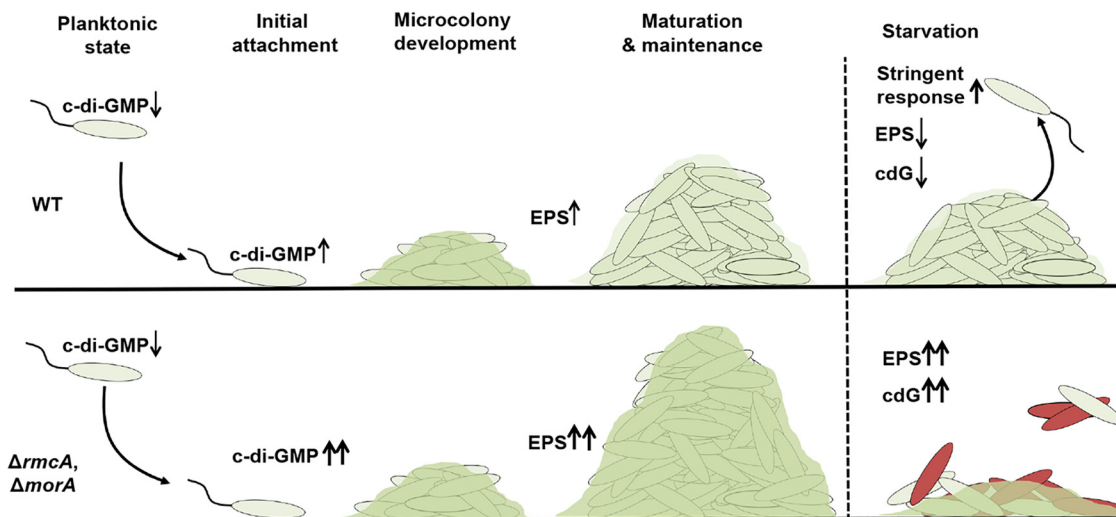 Planktonic
state
Initial
attachment
Microcolony
development
Maturation
& maintenance
Starvation
c-di-GMP↓
WT
c-di-GMP↑
EPS↑
Stringent
response ↑
EPS↓
cdG↓
c-di-GMP↓
ΔrmcA,
ΔmorA
c-di-GMP↑↑
EPS↑↑
EPS↑↑
cdG↑↑